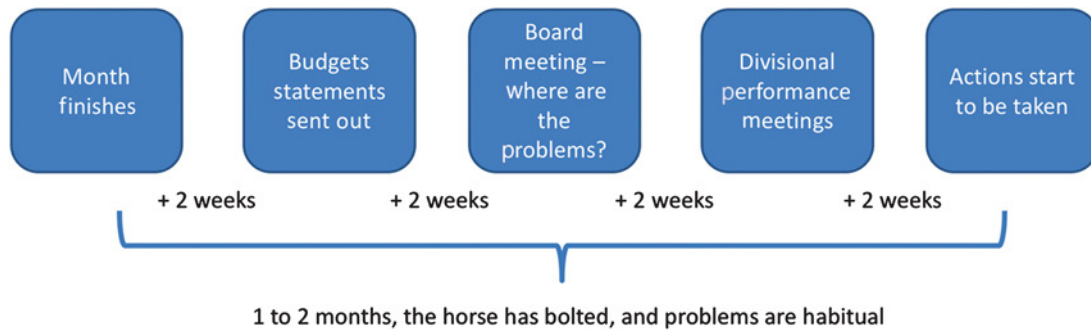 Month
finishes
Budgets
statements
sent out
Board
meeting –
where are
the
problems?
Divisional
performance
meetings
Actions start
to be taken
+ 2 weeks
+ 2 weeks
+ 2 weeks
+ 2 weeks
1 to 2 months, the horse has bolted, and problems are habitual